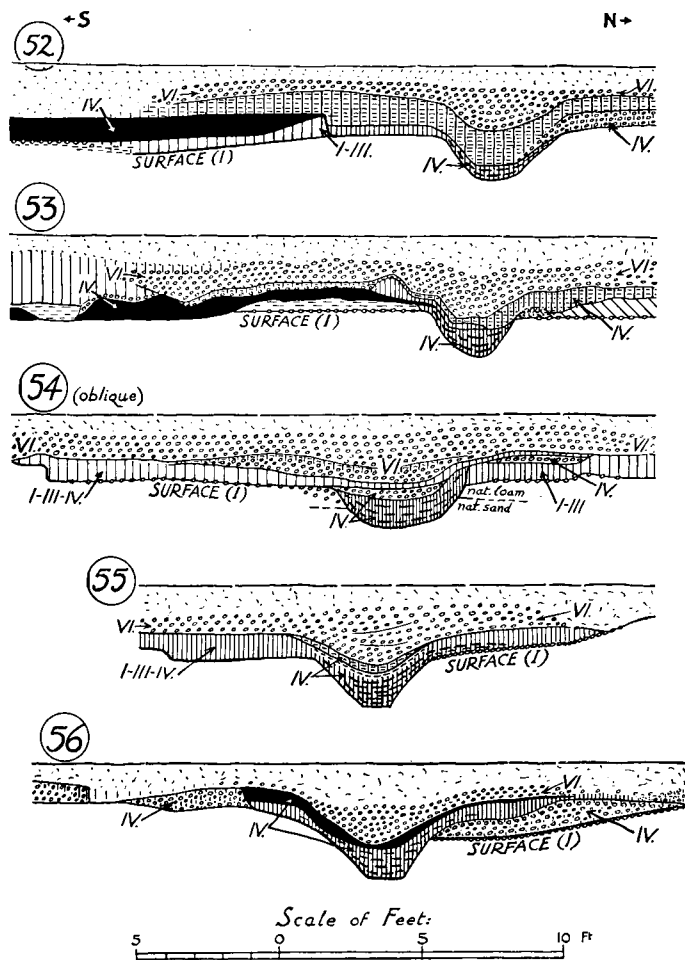 ←S N→
52
VI. VI.
IV.
SURFACE (I) I-III. IV. IV.
53
VI. VI.
IV.
SURFACE (I) IV. IV.
54 (oblique)
VI. VI. VI.
I-III-IV. SURFACE (I) IV. nat. loam I-III IV.
nat. sand
55
VI. VI.
I-III-IV. IV. SURFACE (I)
56
VI.
IV. IV. IV.
SURFACE (I)
Scale of Feet:
5 0 5 10 Ft